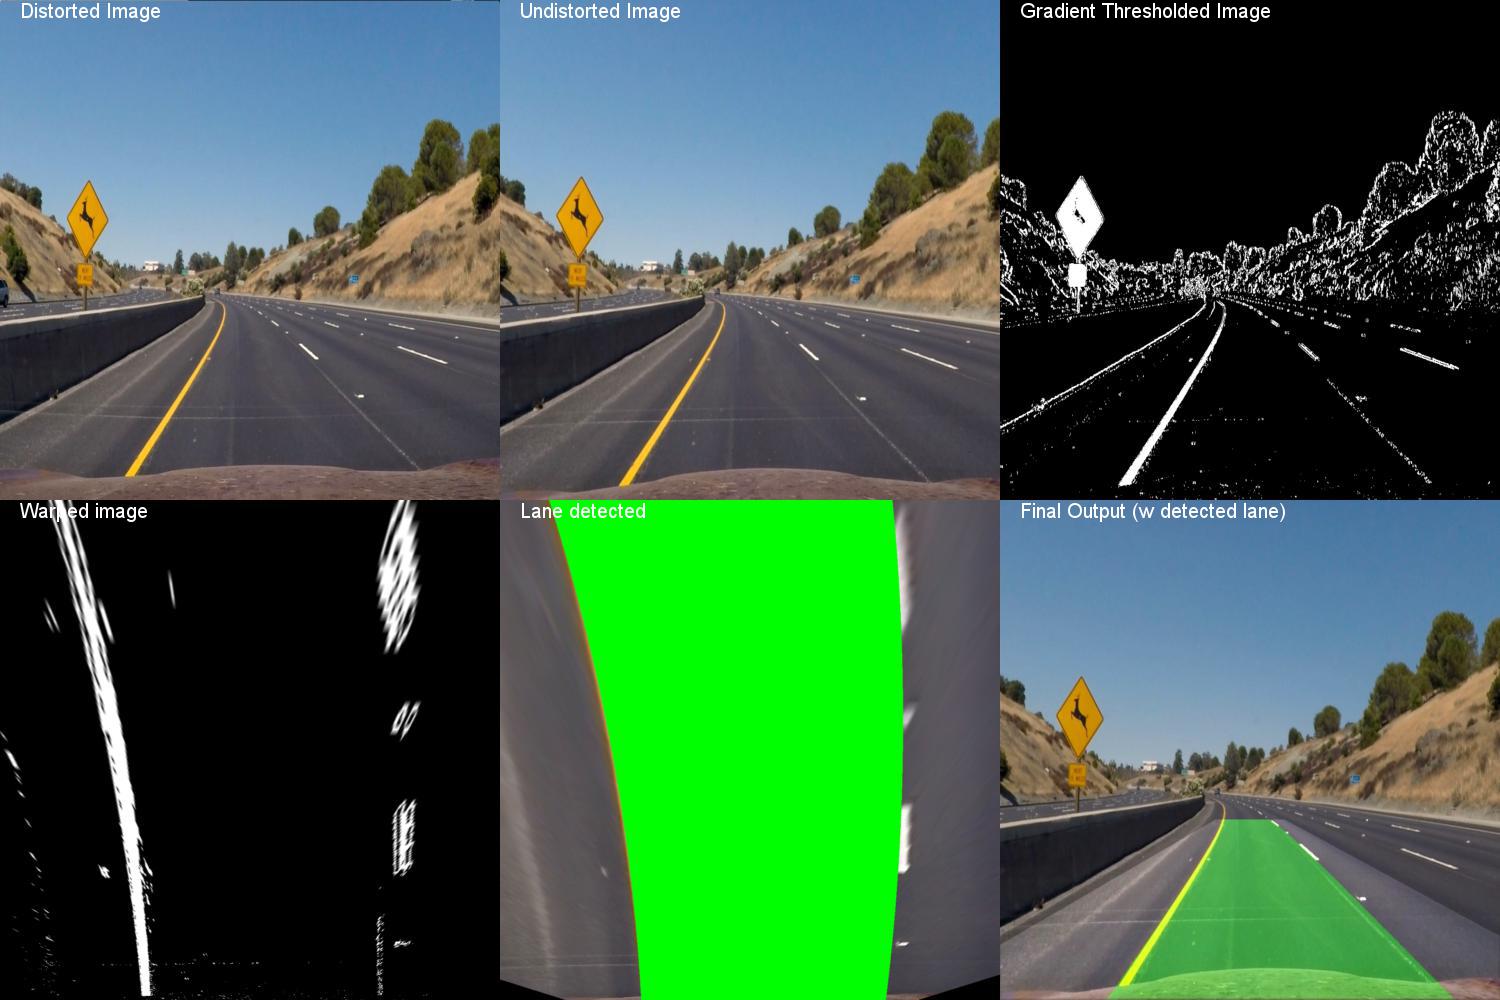 Distorted Image
Undistorted Image
Gradient Thresholded Image
Warped image
Lane detected
Final Output (w detected lane)